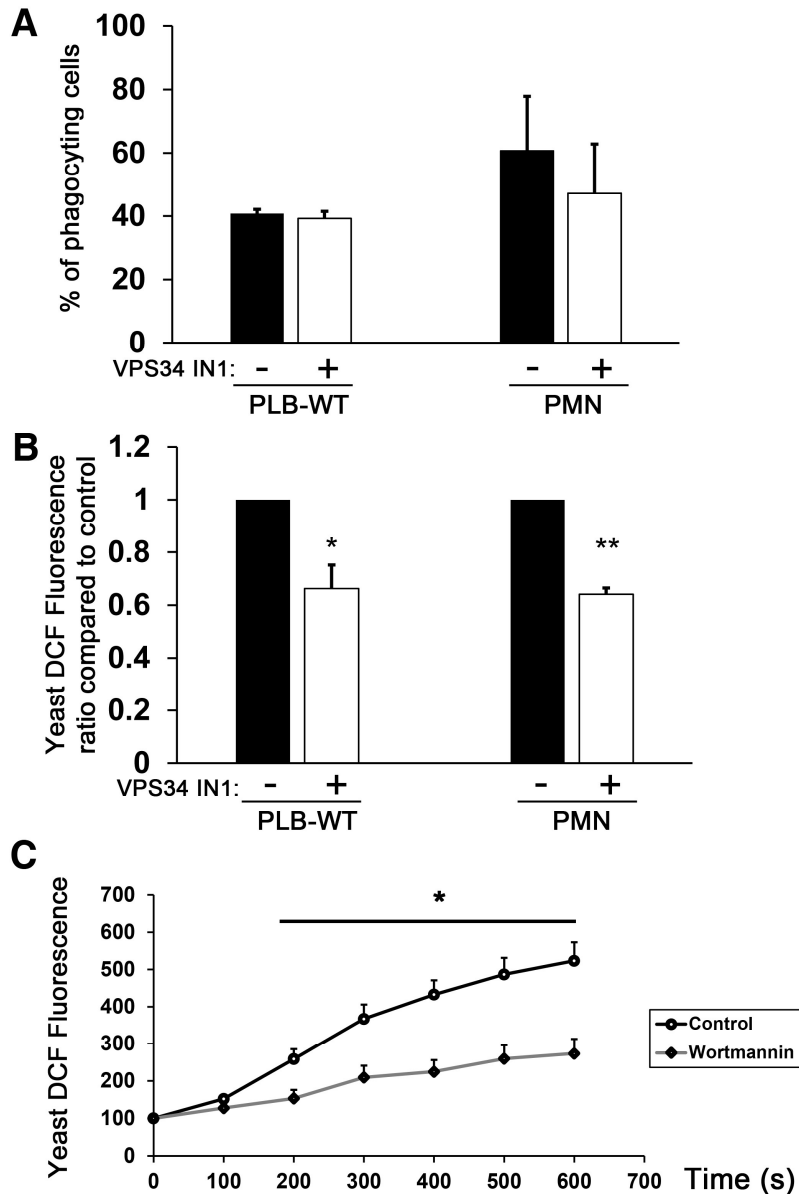 A
% of phagocyting cells
100
80
60
40
20
0
VPS34 IN1: - + - +
PLB-WT PMN
B
Yeast DCF Fluorescence
ratio compared to control
1.2
1
0.8
0.6
0.4
0.2
0
* **
VPS34 IN1: - + - +
PLB-WT PMN
C
Yeast DCF Fluorescence
700
600
500
400
300
200
100
0
*
Control
Wortmannin
0 100 200 300 400 500 600 700 Time (s)